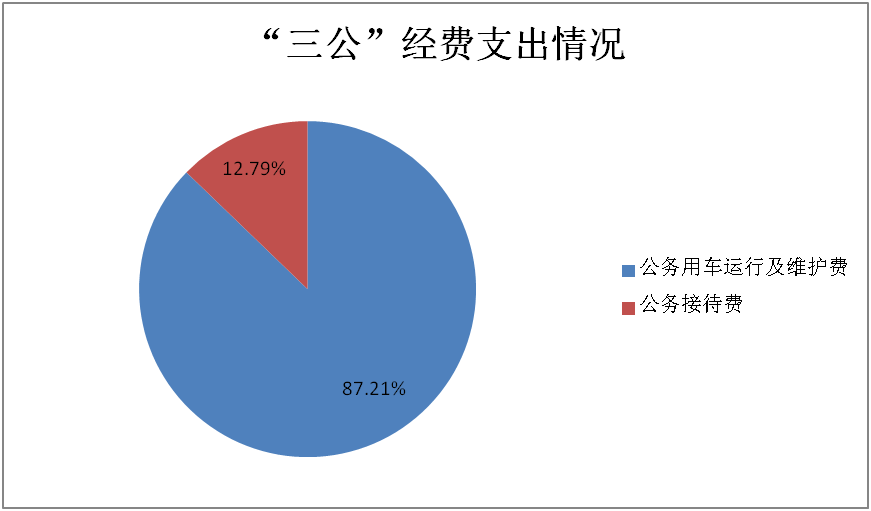 “三公”经费支出情况
12.79%
87.21%
公务用车运行及维护费
公务接待费